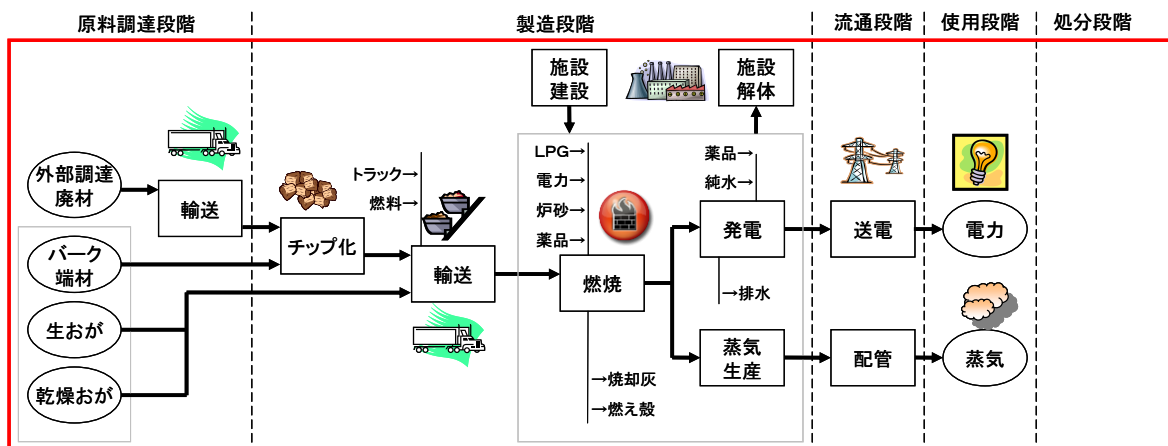 原料調達段階
製造段階
流通段階
使用段階
処分段階
施設
建設
施設
解体
外部調達
廃材
輸送
バーク
端材
生おが
乾燥おが
チップ化
トラック→
燃料→
輸送
LPG→
電力→
炉砂→
薬品→
燃焼
→焼却灰
→燃え殻
薬品→
純水→
発電
→排水
蒸気
生産
送電
配管
電力
蒸気